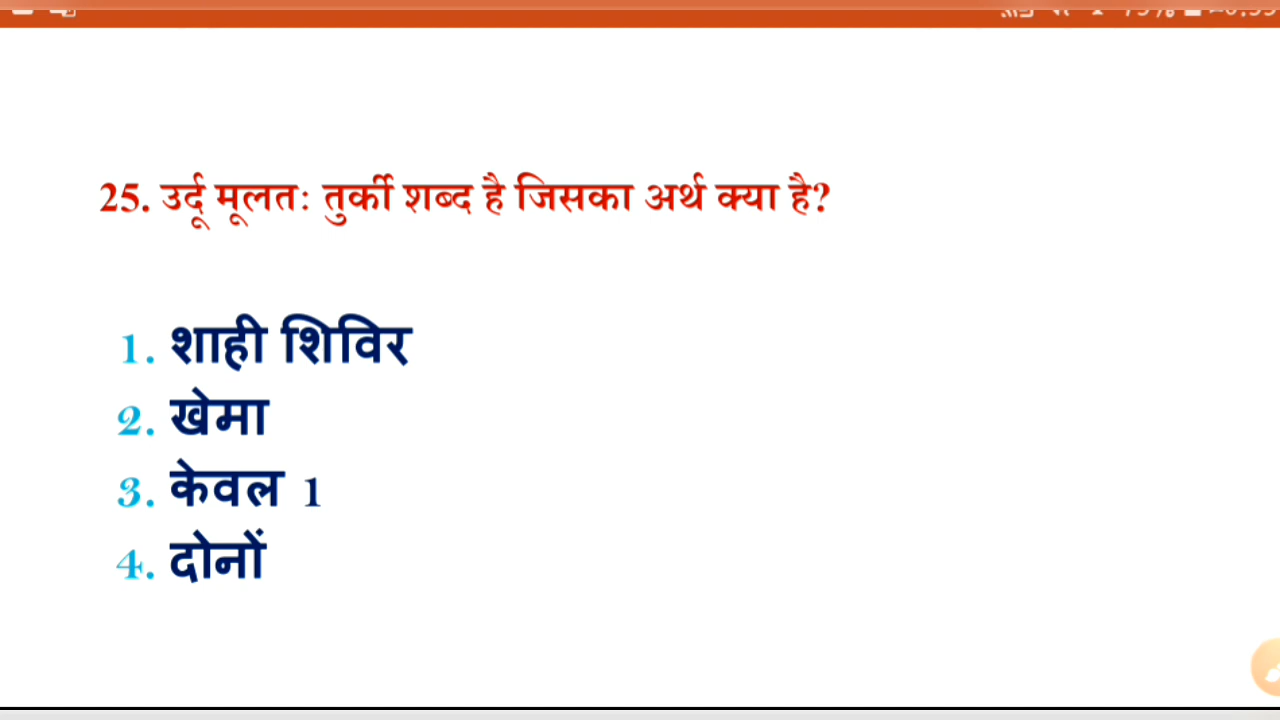 25. उर्दू मूलतः तुर्की शब्द है जिसका अर्थ क्या है?
1. शाही शिविर
2. खेमा
3. केवल 1
4. दोनों